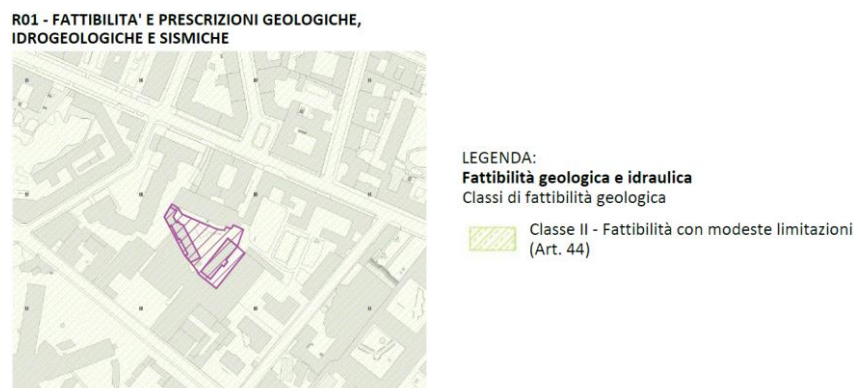 R01 - FATTIBILITA' E PRESCRIZIONI GEOLOGICHE,
IDROGEOLOGICHE E SISMICHE
LEGENDA:
Fattibilità geologica e idraulica
Classi di fattibilità geologica
Classe II - Fattibilità con modeste limitazioni
(Art. 44)